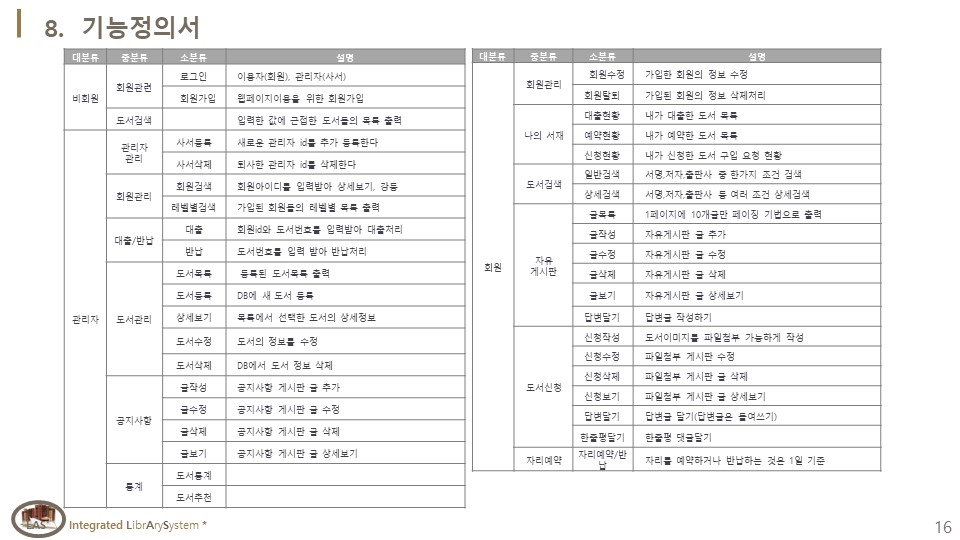 8. 기능정의서
대분류 중분류 소분류 설명
비회원 회원관련 로그인 이용자(회원), 관리자(사서)
회원가입 웹페이지이용을 위한 회원가입
도서검색 입력한 값에 근접한 도서들의 목록 출력
관리자 관리자 관리 사서등록 새로운 관리자 id를 추가 등록한다
사서삭제 퇴사한 관리자 id를 삭제한다
회원관리 회원검색 회원아이디를 입력받아 상세보기, 강등
레벨별검색 가입된 회원들의 레벨별 목록 출력
대출/반납 대출 회원id와 도서번호를 입력받아 대출처리
반납 도서번호를 입력 받아 반납처리
도서관리 도서목록 등록된 도서목록 출력
도서등록 DB에 새 도서 등록
상세보기 목록에서 선택한 도서의 상세정보
도서수정 도서의 정보를 수정
도서삭제 DB에서 도서 정보 삭제
공지사항 글작성 공지사항 게시판 글 추가
글수정 공지사항 게시판 글 수정
글삭제 공지사항 게시판 글 삭제
글보기 공지사항 게시판 글 상세보기
통계 도서통계
도서추천
대분류 중분류 소분류 설명
회원 회원관리 회원수정 가입한 회원의 정보 수정
회원탈퇴 가입된 회원의 정보 삭제처리
나의 서재 대출현황 내가 대출한 도서 목록
예약현황 내가 예약한 도서 목록
신청현황 내가 신청한 도서 구입 요청 현황
도서검색 일반검색 서명,저자,출판사 중 한가지 조건 검색
상세검색 서명,저자,출판사 등 여러 조건 상세검색
자유 게시판 글목록 1페이지에 10개글만 페이징 기법으로 출력
글작성 자유게시판 글 추가
글수정 자유게시판 글 수정
글삭제 자유게시판 글 삭제
글보기 자유게시판 글 상세보기
답변달기 답변글 작성하기
도서신청 신청작성 도서이미지를 파일첨부 가능하게 작성
신청수정 파일첨부 게시판 수정
신청삭제 파일첨부 게시판 글 삭제
신청보기 파일첨부 게시판 글 상세보기
답변달기 답변글 달기(답변글은 들여쓰기)
한줄평달기 한줄평 댓글달기
자리예약 자리예약/반납 자리를 예약하거나 반납하는 것은 1일 기준
LAS
Integrated LibrArySystem *
16